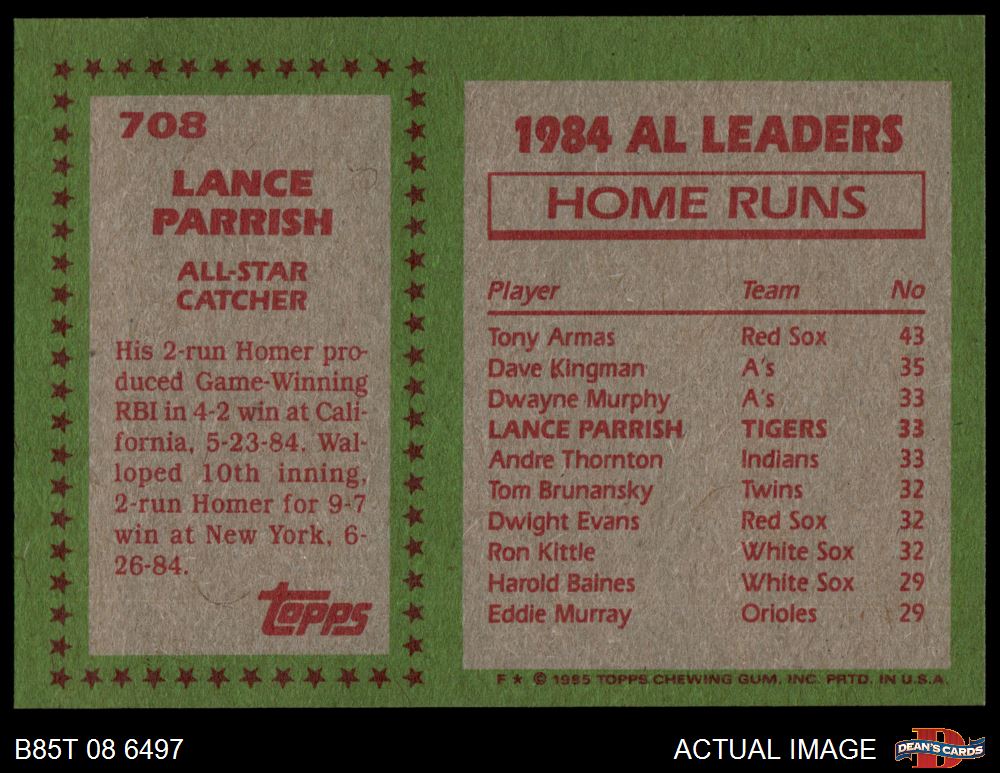 708
LANCE
PARRISH
ALL-STAR
CATCHER
His 2-run Homer pro-
duced Game-Winning
RBI in 4-2 win at Cali-
fornia, 5-23-84. Wal-
loped 10th inning,
2-run Homer for 9-7
win at New York, 6-
26-84.
topps
1984 AL LEADERS
HOME RUNS
Player Team No
Tony Armas Red Sox 43
Dave Kingman A's 35
Dwayne Murphy A's 33
LANCE PARRISH TIGERS 33
Andre Thornton Indians 33
Tom Brunansky Twins 32
Dwight Evans Red Sox 32
Ron Kittle White Sox 32
Harold Baines White Sox 29
Eddie Murray Orioles 29
F ★ © 1985 TOPPS CHEWING GUM, INC. PRTD. IN U.S.A.
B85T 08 6497
ACTUAL IMAGE
D
DEAN'S CARDS